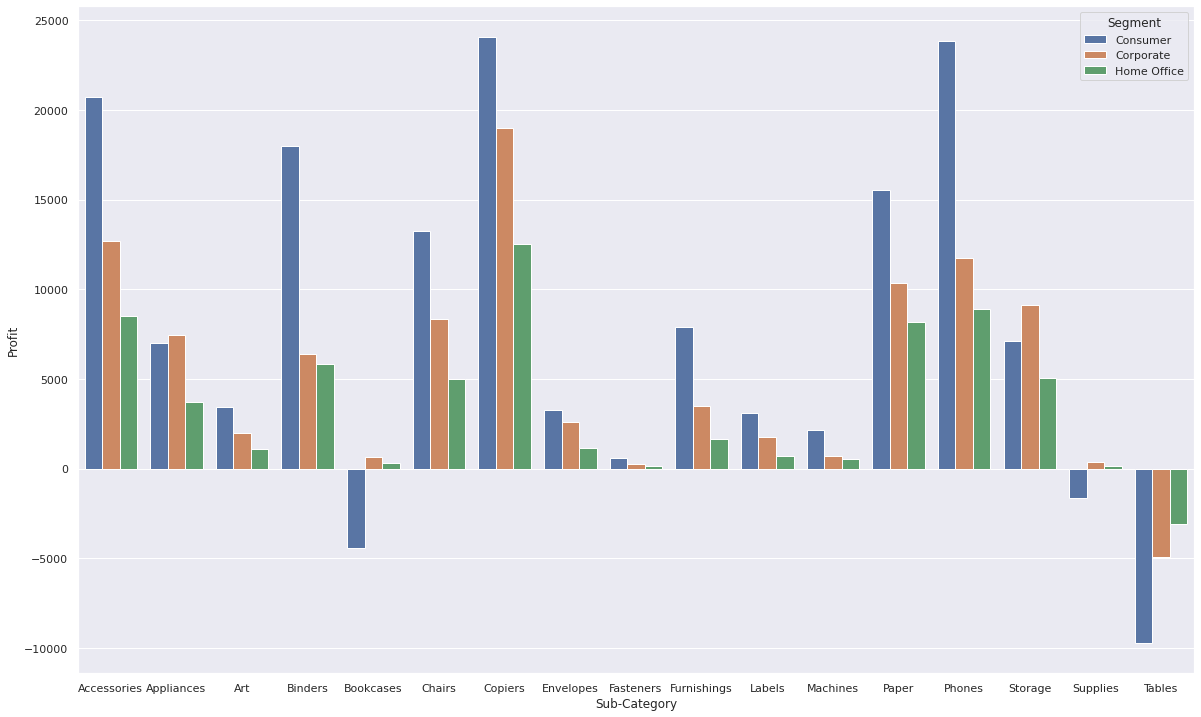 Segment
Consumer
Corporate
Home Office
25000
20000
15000
10000
5000
0
−5000
−10000
Profit
Accessories Appliances Art Binders Bookcases Chairs Copiers Envelopes Fasteners Furnishings Labels Machines Paper Phones Storage Supplies Tables
Sub-Category